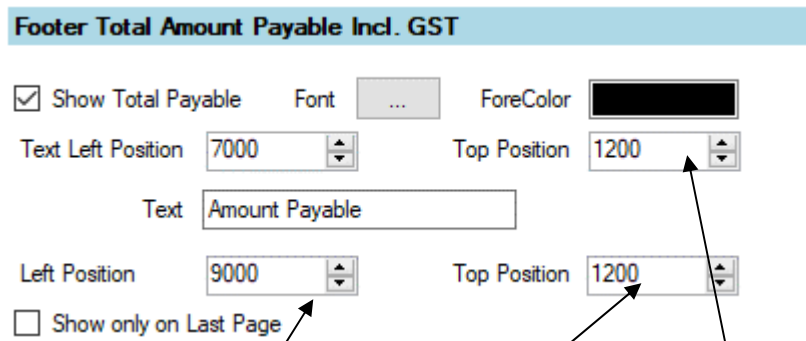 Footer Total Amount Payable Incl. GST
Show Total Payable Font ... ForeColor
Text Left Position 7000 Top Position 1200
Text Amount Payable
Left Position 9000 Top Position 1200
Show only on Last Page